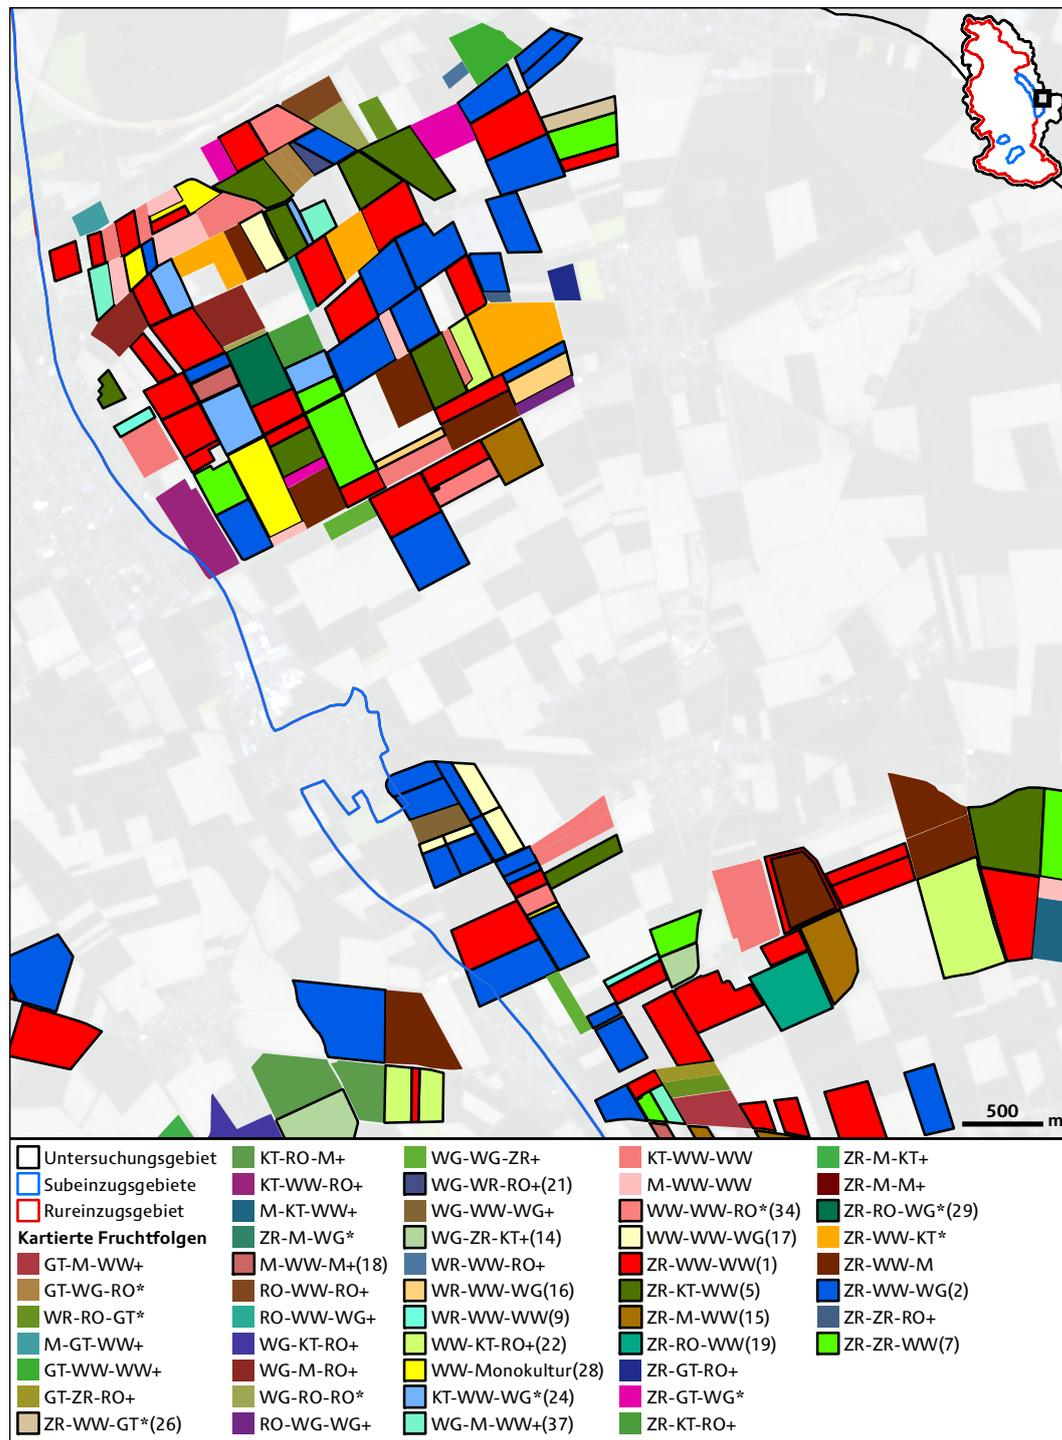 500
m
Untersuchungsgebiet
Subeinzugsgebiete
Rureinzugsgebiet
Kartierte Fruchtfolgen
GT-M-WW+
GT-WG-RO*
WR-RO-GT*
M-GT-WW+
GT-WW-WW+
GT-ZR-RO+
ZR-WW-GT*(26)
KT-RO-M+
KT-WW-RO+
M-KT-WW+
ZR-M-WG*
M-WW-M+(18)
RO-WW-RO+
RO-WW-WG+
WG-KT-RO+
WG-M-RO+
WG-RO-RO*
RO-WG-WG+
WG-WG-ZR+
WG-WR-RO+(21)
WG-WW-WG+
WG-ZR-KT+(14)
WR-WW-RO+
WR-WW-WG(16)
WR-WW-WW(9)
WW-KT-RO+(22)
WW-Monokultur(28)
KT-WW-WG*(24)
WG-M-WW+(37)
KT-WW-WW
M-WW-WW
WW-WW-RO*(34)
WW-WW-WG(17)
ZR-WW-WW(1)
ZR-KT-WW(5)
ZR-M-WW(15)
ZR-RO-WW(19)
ZR-GT-RO+
ZR-GT-WG*
ZR-KT-RO+
ZR-M-KT+
ZR-M-M+
ZR-RO-WG*(29)
ZR-WW-KT*
ZR-WW-M
ZR-WW-WG(2)
ZR-ZR-RO+
ZR-ZR-WW(7)